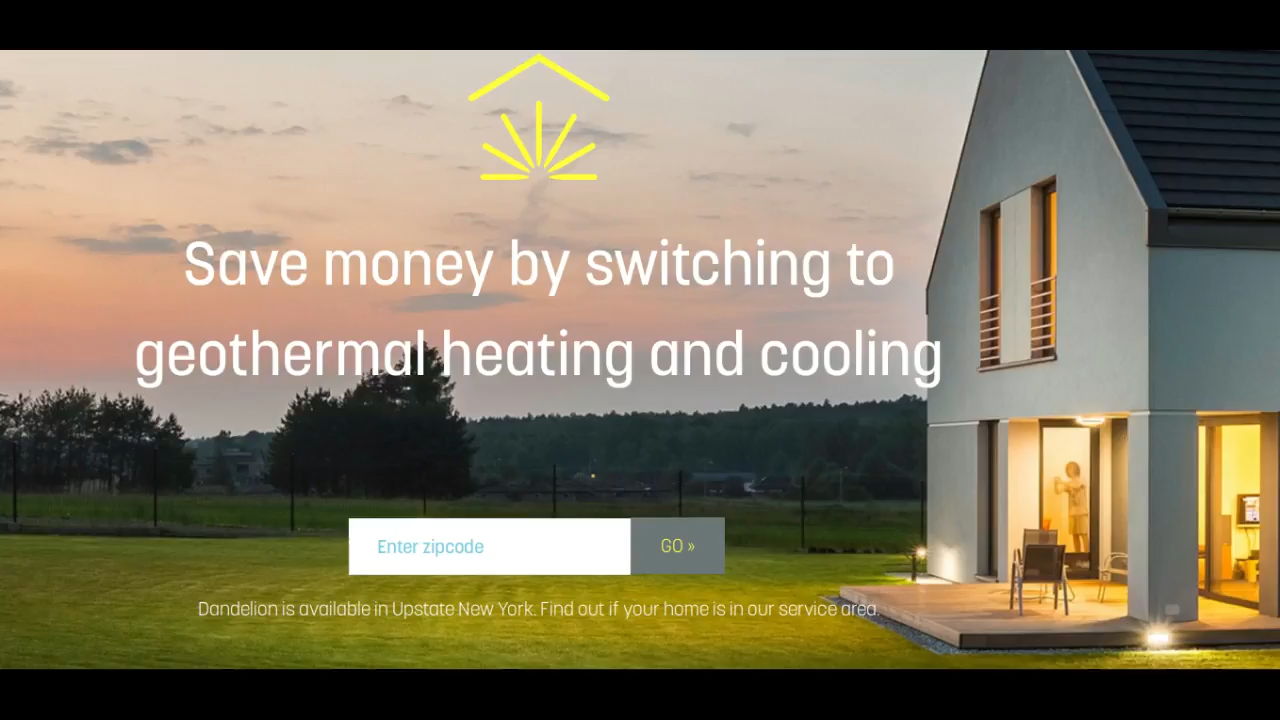 Save money by switching to
geothermal heating and cooling
Enter zipcode
GO »
Dandelion is available in Upstate New York. Find out if your home is in our service area.